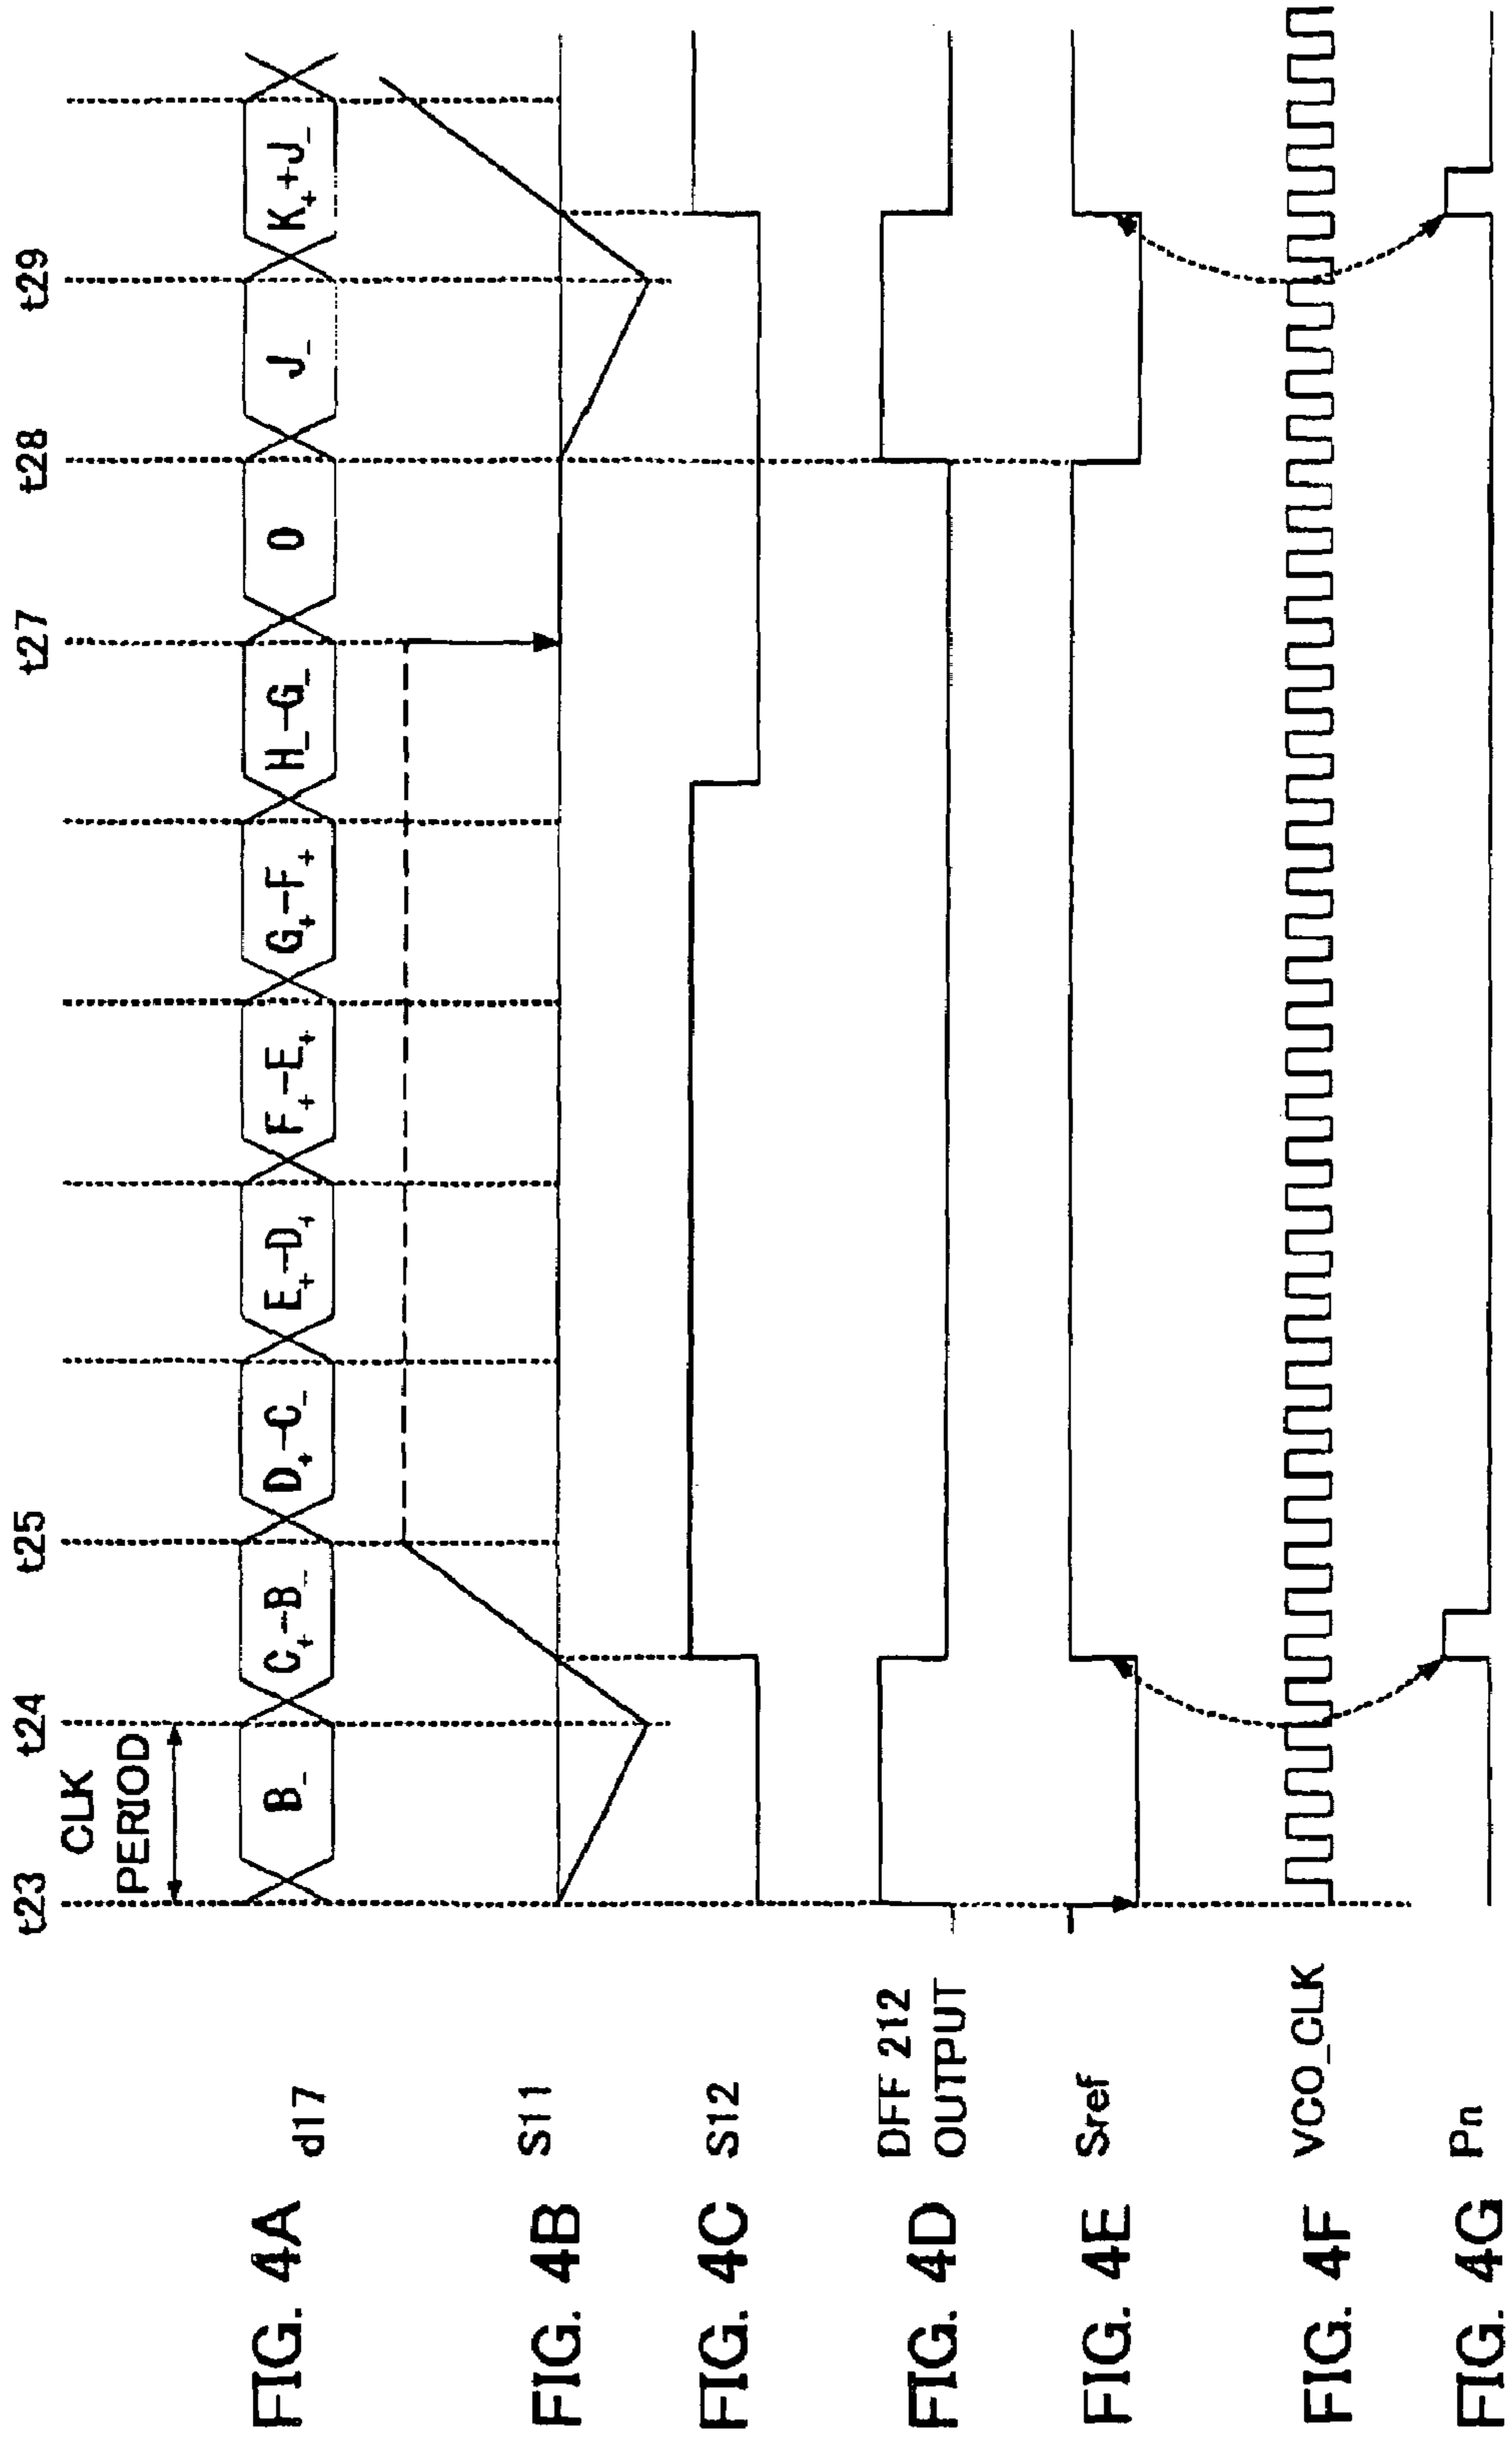 t23 t24 t25 t27 t28 t29
CLK
PERIOD
FIG. 4A d17 B_ C₊-B_ D₊-C_ E₊-D₊ F₊-E₊ G₊-F₊ H_-G_ 0 J_ K₊+J_
FIG. 4B S11
FIG. 4C S12
FIG. 4D DFF 212
OUTPUT
FIG. 4E Sref
FIG. 4F VCO_CLK
FIG. 4G Pn